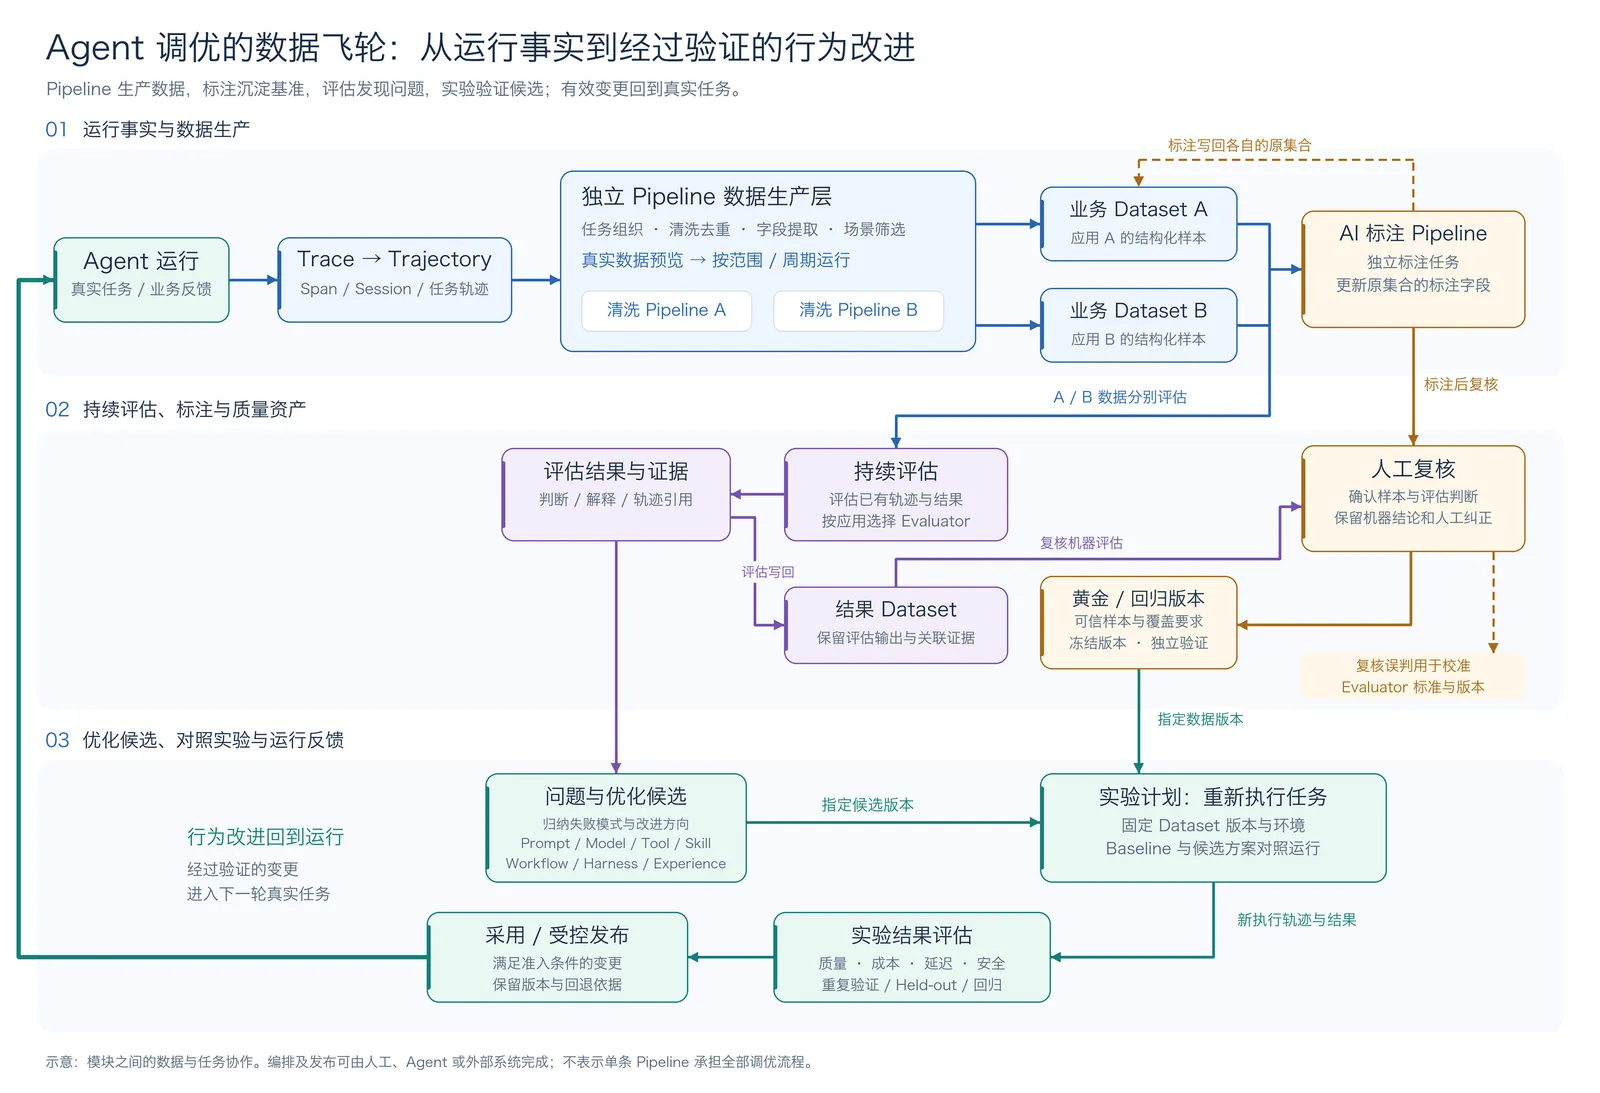 Agent 调优的数据飞轮：从运行事实到经过验证的行为改进
Pipeline 生产数据，标注沉淀基准，评估发现问题，实验验证候选；有效变更回到真实任务。
01 运行事实与数据生产
标注写回各自的原集合
Agent 运行
真实任务 / 业务反馈
Trace → Trajectory
Span / Session / 任务轨迹
独立 Pipeline 数据生产层
任务组织 · 清洗去重 · 字段提取 · 场景筛选
真实数据预览 → 按范围 / 周期运行
清洗 Pipeline A
清洗 Pipeline B
业务 Dataset A
应用 A 的结构化样本
业务 Dataset B
应用 B 的结构化样本
AI 标注 Pipeline
独立标注任务
更新原集合的标注字段
标注后复核
A / B 数据分别评估
02 持续评估、标注与质量资产
评估结果与证据
判断 / 解释 / 轨迹引用
持续评估
评估已有轨迹与结果
按应用选择 Evaluator
人工复核
确认样本与评估判断
保留机器结论和人工纠正
复核机器评估
评估写回
结果 Dataset
保留评估输出与关联证据
黄金 / 回归版本
可信样本与覆盖要求
冻结版本 · 独立验证
复核误判用于校准
Evaluator 标准与版本
指定数据版本
03 优化候选、对照实验与运行反馈
行为改进回到运行
经过验证的变更
进入下一轮真实任务
问题与优化候选
归纳失败模式与改进方向
Prompt / Model / Tool / Skill
Workflow / Harness / Experience
指定候选版本
实验计划：重新执行任务
固定 Dataset 版本与环境
Baseline 与候选方案对照运行
新执行轨迹与结果
采用 / 受控发布
满足准入条件的变更
保留版本与回退依据
实验结果评估
质量 · 成本 · 延迟 · 安全
重复验证 / Held-out / 回归
示意：模块之间的数据与任务协作。编排及发布可由人工、Agent 或外部系统完成；不表示单条 Pipeline 承担全部调优流程。